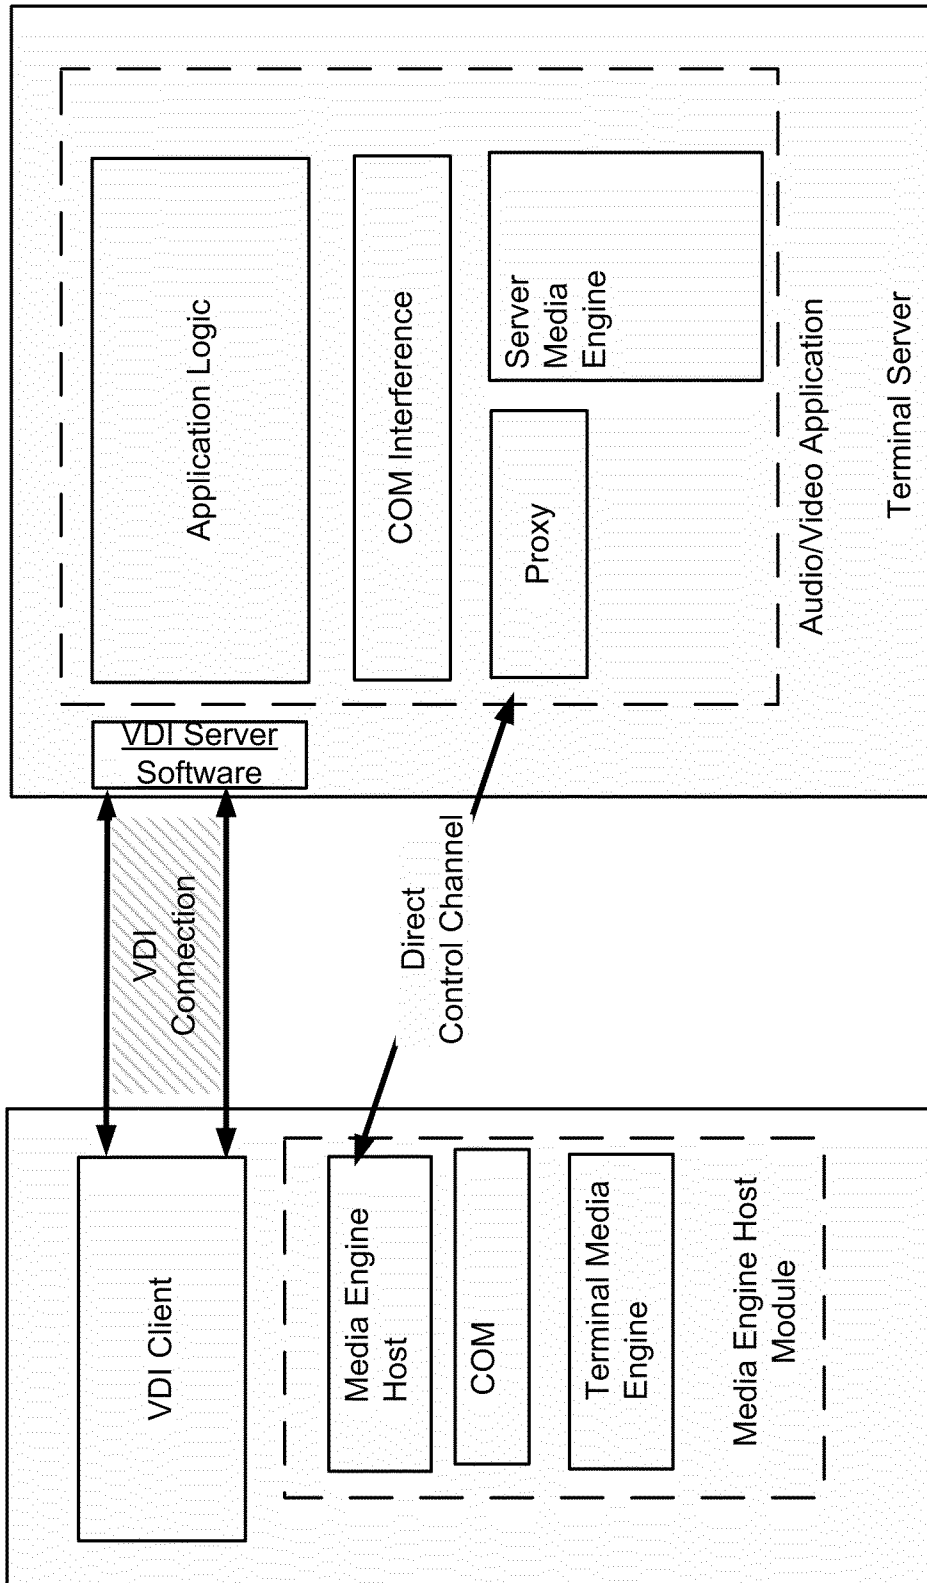 VDI Client
Media Engine
Host
COM
Terminal Media
Engine
Media Engine Host
Module
VDI
Connection
Direct
Control Channel
VDI Server
Software
Application Logic
COM Interference
Proxy
Server
Media
Engine
Audio/Video Application
Terminal Server